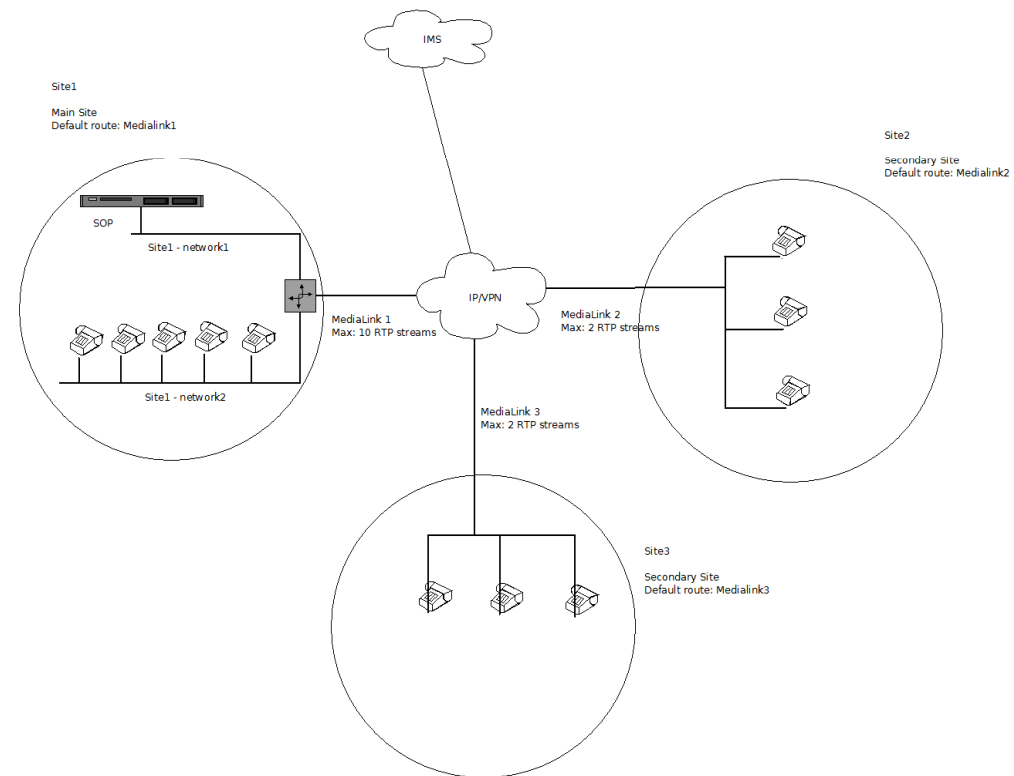 IMS
Site1
Main Site
Default route: Medialink1
Site2
Secondary Site
Default route: Medialink2
SOP
Site1 - network1
IP/VPN
MediaLink 1
Max: 10 RTP streams
MediaLink 2
Max: 2 RTP streams
Site1 - network2
MediaLink 3
Max: 2 RTP streams
Site3
Secondary Site
Default route: Medialink3